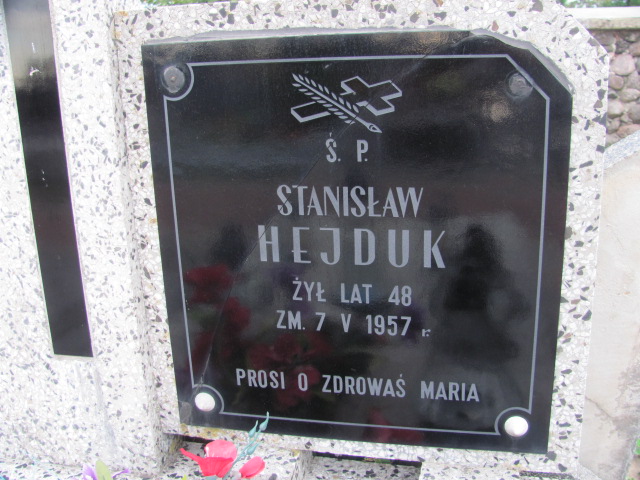 Ś. P.
STANISŁAW
HEJDUK
ŻYŁ LAT 48
ZM. 7 V 1957 r.
PROSI O ZDROWAŚ MARIA